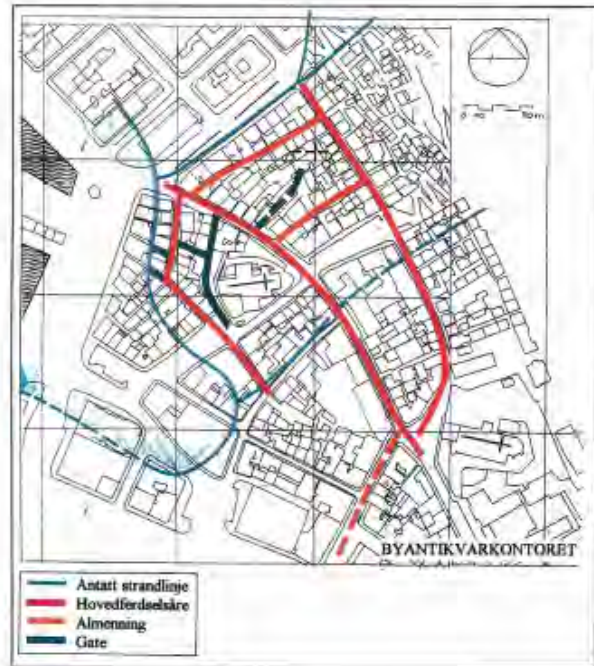 BYANTIKVARKONTORET
Antatt strandlinje
Hovedferdselsåre
Almenning
Gate